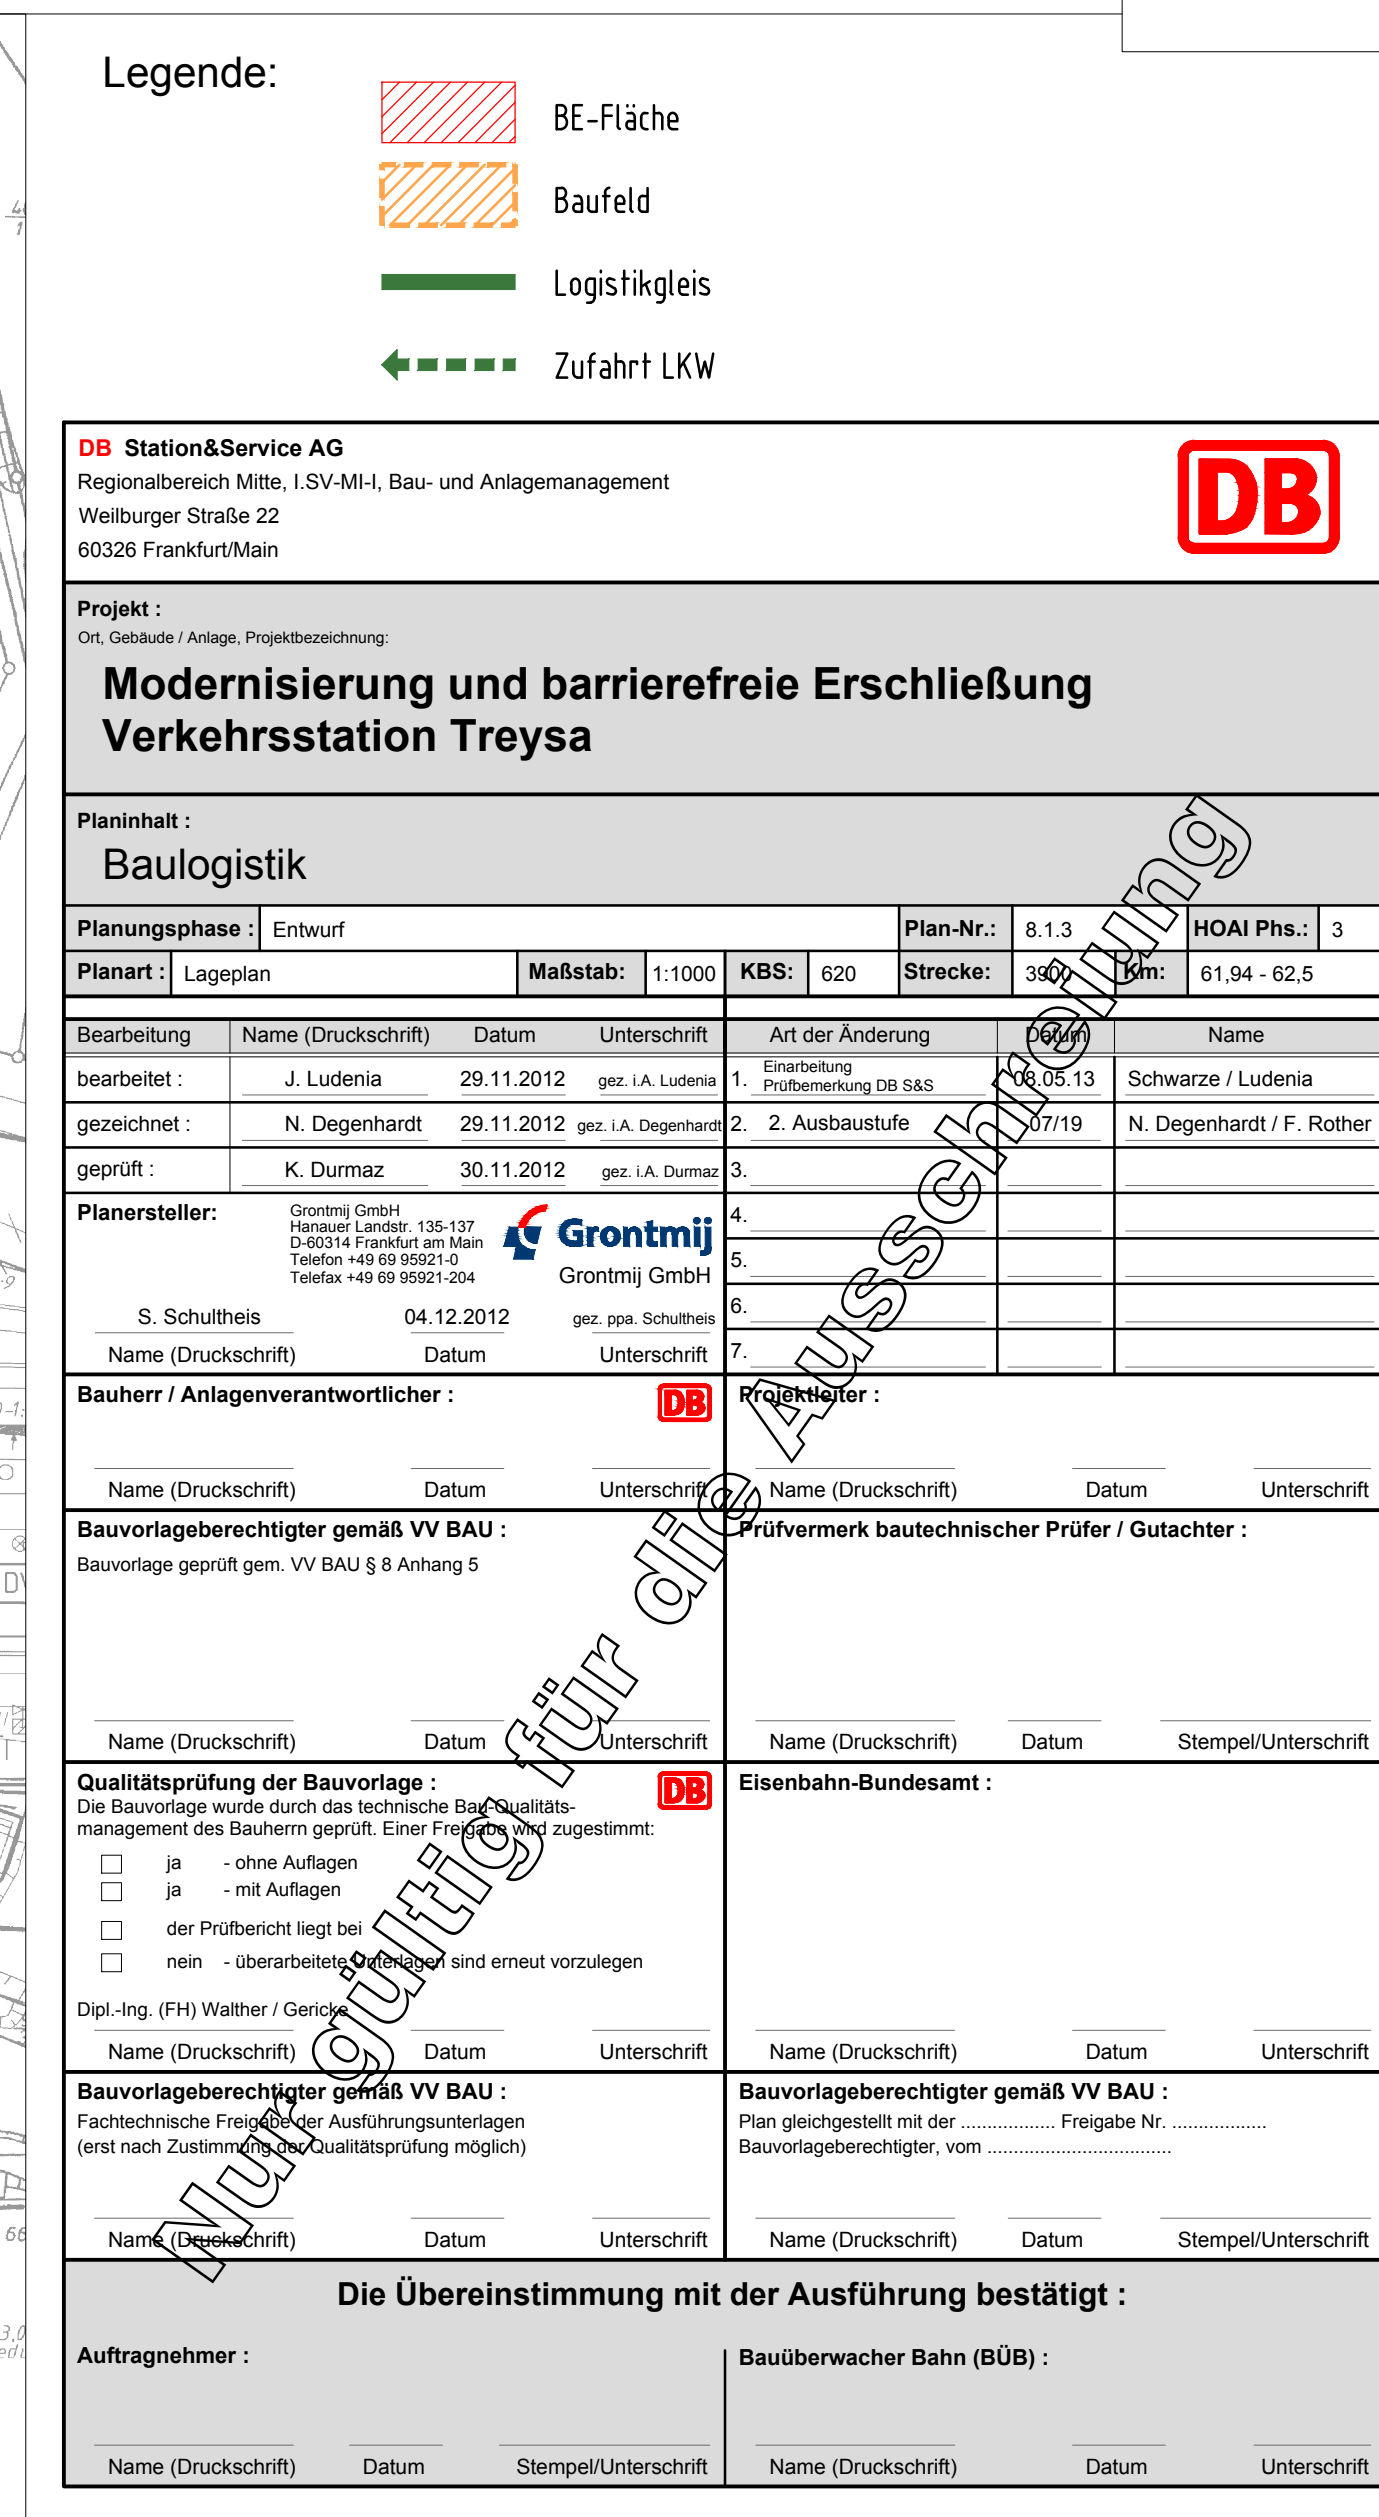 Legende:
BE-Fläche
Baufeld
Logistikgleis
Zufahrt LKW
DB Station&Service AG
Regionalbereich Mitte, I.SV-MI-I, Bau- und Anlagemanagement
Weilburger Straße 22
60326 Frankfurt/Main
DB
Projekt :
Ort, Gebäude / Anlage, Projektbezeichnung:
Modernisierung und barrierefreie Erschließung
Verkehrsstation Treysa
Planinhalt :
Baulogistik
Planungsphase : Entwurf Plan-Nr.: 8.1.3 HOAI Phs.: 3
Planart : Lageplan Maßstab: 1:1000 KBS: 620 Strecke: 3900 Km: 61,94 - 62,5
Bearbeitung Name (Druckschrift) Datum Unterschrift Art der Änderung Datum Name
bearbeitet : J. Ludenia 29.11.2012 gez. i.A. Ludenia 1. Einarbeitung Prüfbemerkung DB S&S 08.05.13 Schwarze / Ludenia
gezeichnet : N. Degenhardt 29.11.2012 gez. i.A. Degenhardt 2. 2. Ausbaustufe 07/19 N. Degenhardt / F. Rother
geprüft : K. Durmaz 30.11.2012 gez. i.A. Durmaz 3.
Planersteller:
Grontmij GmbH
Hanauer Landstr. 135-137
D-60314 Frankfurt am Main
Telefon +49 69 95921-0
Telefax +49 69 95921-204
Grontmij
Grontmij GmbH
4.
5.
6.
7.
S. Schultheis 04.12.2012 gez. ppa. Schultheis
Name (Druckschrift) Datum Unterschrift
Bauherr / Anlagenverantwortlicher : DB
Name (Druckschrift) Datum Unterschrift
Projektleiter :
Name (Druckschrift) Datum Unterschrift
Bauvorlageberechtigter gemäß VV BAU :
Bauvorlage geprüft gem. VV BAU § 8 Anhang 5
Name (Druckschrift) Datum Unterschrift
Prüfvermerk bautechnischer Prüfer / Gutachter :
Name (Druckschrift) Datum Stempel/Unterschrift
Qualitätsprüfung der Bauvorlage : DB
Die Bauvorlage wurde durch das technische Bau-Qualitäts-
management des Bauherrn geprüft. Einer Freigabe wird zugestimmt:
ja - ohne Auflagen
ja - mit Auflagen
der Prüfbericht liegt bei
nein - überarbeitete Unterlagen sind erneut vorzulegen
Dipl.-Ing. (FH) Walther / Gericke
Name (Druckschrift) Datum Unterschrift
Eisenbahn-Bundesamt :
Name (Druckschrift) Datum Unterschrift
Bauvorlageberechtigter gemäß VV BAU :
Fachtechnische Freigabe der Ausführungsunterlagen
(erst nach Zustimmung der Qualitätsprüfung möglich)
Name (Druckschrift) Datum Unterschrift
Bauvorlageberechtigter gemäß VV BAU :
Plan gleichgestellt mit der .................. Freigabe Nr. ..................
Bauvorlageberechtigter, vom ...................................
Name (Druckschrift) Datum Stempel/Unterschrift
Die Übereinstimmung mit der Ausführung bestätigt :
Auftragnehmer :
Name (Druckschrift) Datum Stempel/Unterschrift
Bauüberwacher Bahn (BÜB) :
Name (Druckschrift) Datum Unterschrift
Nur gültig für die Ausschreibung